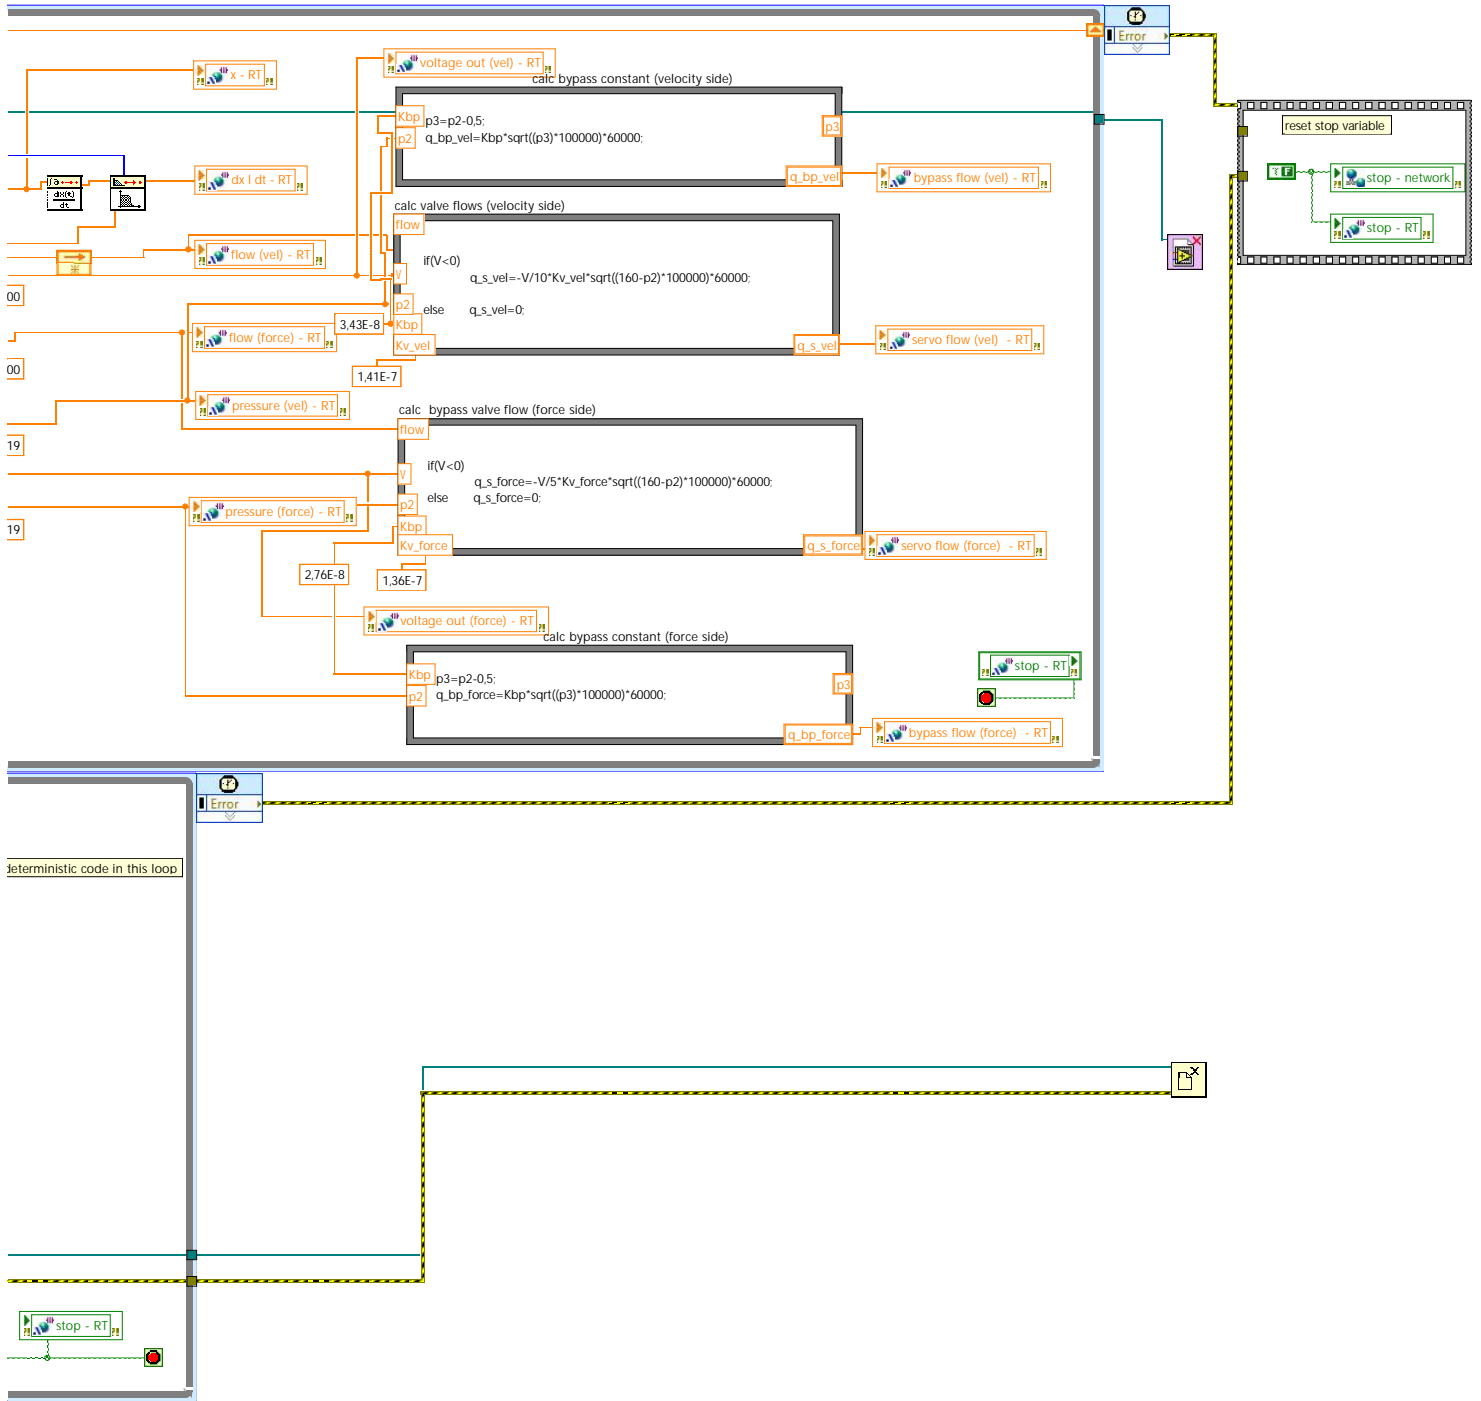 Error
voltage out (vel) - RT
x - RT
calc bypass constant (velocity side)
Kbp
p3=p2-0,5;
p2
q_bp_vel=Kbp*sqrt((p3)*100000)*60000;
p3
reset stop variable
dx(t)
dt
dx l dt - RT
q_bp_vel
bypass flow (vel) - RT
F
stop - network
stop - RT
calc valve flows (velocity side)
flow
flow (vel) - RT
if(V<0)
V
q_s_vel=-V/10*Kv_vel*sqrt((160-p2)*100000)*60000;
00
p2
else q_s_vel=0;
3,43E-8
Kbp
flow (force) - RT
Kv_vel
q_s_vel
servo flow (vel) - RT
00
1,41E-7
pressure (vel) - RT
calc bypass valve flow (force side)
flow
19
if(V<0)
V
q_s_force=-V/5*Kv_force*sqrt((160-p2)*100000)*60000;
p2
else q_s_force=0;
pressure (force) - RT
19
Kbp
Kv_force
q_s_force
servo flow (force) - RT
2,76E-8
1,36E-7
voltage out (force) - RT
calc bypass constant (force side)
stop - RT
Kbp
p3=p2-0,5;
p2
q_bp_force=Kbp*sqrt((p3)*100000)*60000;
p3
q_bp_force
bypass flow (force) - RT
Error
deterministic code in this loop
stop - RT